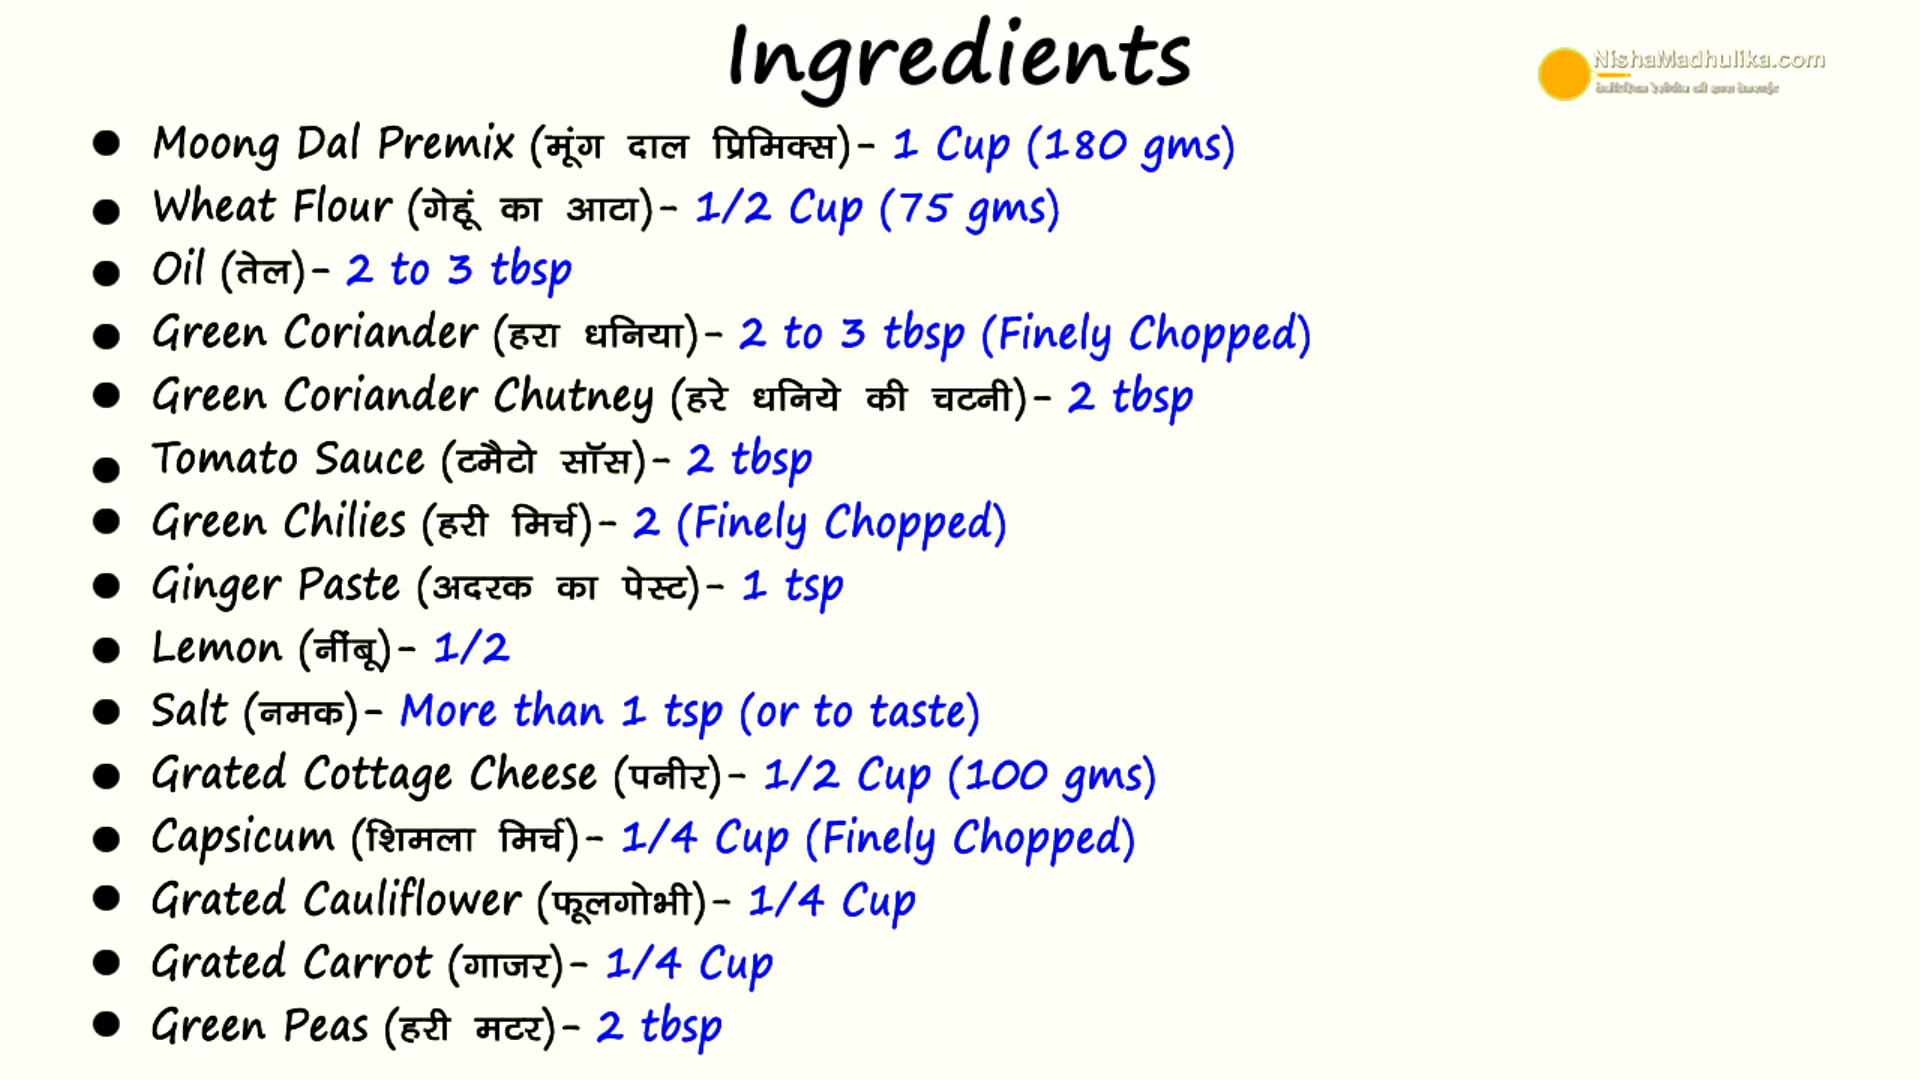 Ingredients
NishaMadhulika.com
● Moong Dal Premix (मूंग दाल प्रिमिक्स)- 1 Cup (180 gms)
● Wheat Flour (गेहूं का आटा)- 1/2 Cup (75 gms)
● Oil (तेल)- 2 to 3 tbsp
● Green Coriander (हरा धनिया)- 2 to 3 tbsp (Finely Chopped)
● Green Coriander Chutney (हरे धनिये की चटनी)- 2 tbsp
● Tomato Sauce (टमैटो सॉस)- 2 tbsp
● Green Chilies (हरी मिर्च)- 2 (Finely Chopped)
● Ginger Paste (अदरक का पेस्ट)- 1 tsp
● Lemon (नींबू)- 1/2
● Salt (नमक)- More than 1 tsp (or to taste)
● Grated Cottage Cheese (पनीर)- 1/2 Cup (100 gms)
● Capsicum (शिमला मिर्च)- 1/4 Cup (Finely Chopped)
● Grated Cauliflower (फूलगोभी)- 1/4 Cup
● Grated Carrot (गाजर)- 1/4 Cup
● Green Peas (हरी मटर)- 2 tbsp